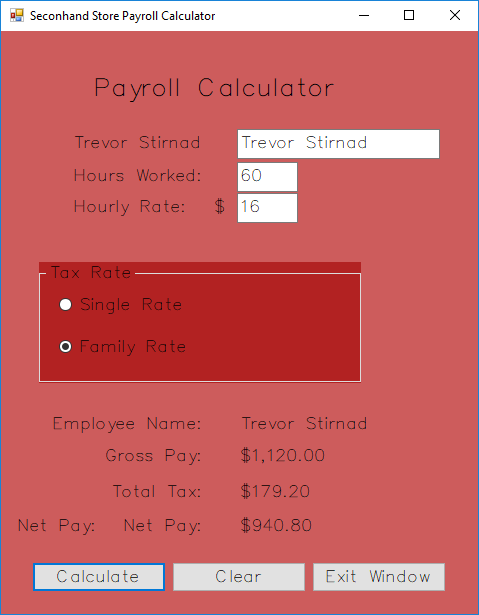 Seconhand Store Payroll Calculator
Payroll Calculator
Trevor Stirnad Trevor Stirnad
Hours Worked: 60
Hourly Rate: $ 16
Tax Rate
Single Rate
Family Rate
Employee Name: Trevor Stirnad
Gross Pay: $1,120.00
Total Tax: $179.20
Net Pay: Net Pay: $940.80
Calculate Clear Exit Window